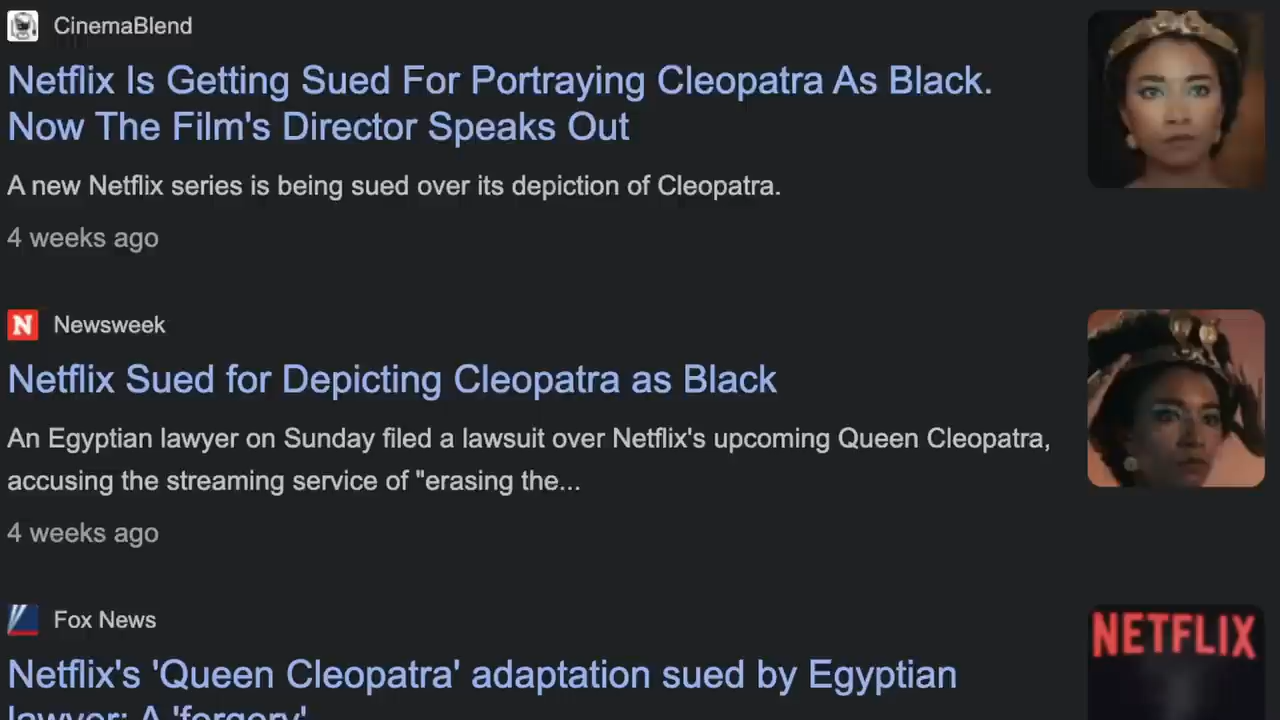 CinemaBlend
Netflix Is Getting Sued For Portraying Cleopatra As Black.
Now The Film's Director Speaks Out
A new Netflix series is being sued over its depiction of Cleopatra.
4 weeks ago
N Newsweek
Netflix Sued for Depicting Cleopatra as Black
An Egyptian lawyer on Sunday filed a lawsuit over Netflix's upcoming Queen Cleopatra,
accusing the streaming service of "erasing the...
4 weeks ago
Fox News
NETFLIX
Netflix's 'Queen Cleopatra' adaptation sued by Egyptian
lawyer: A 'forgery'